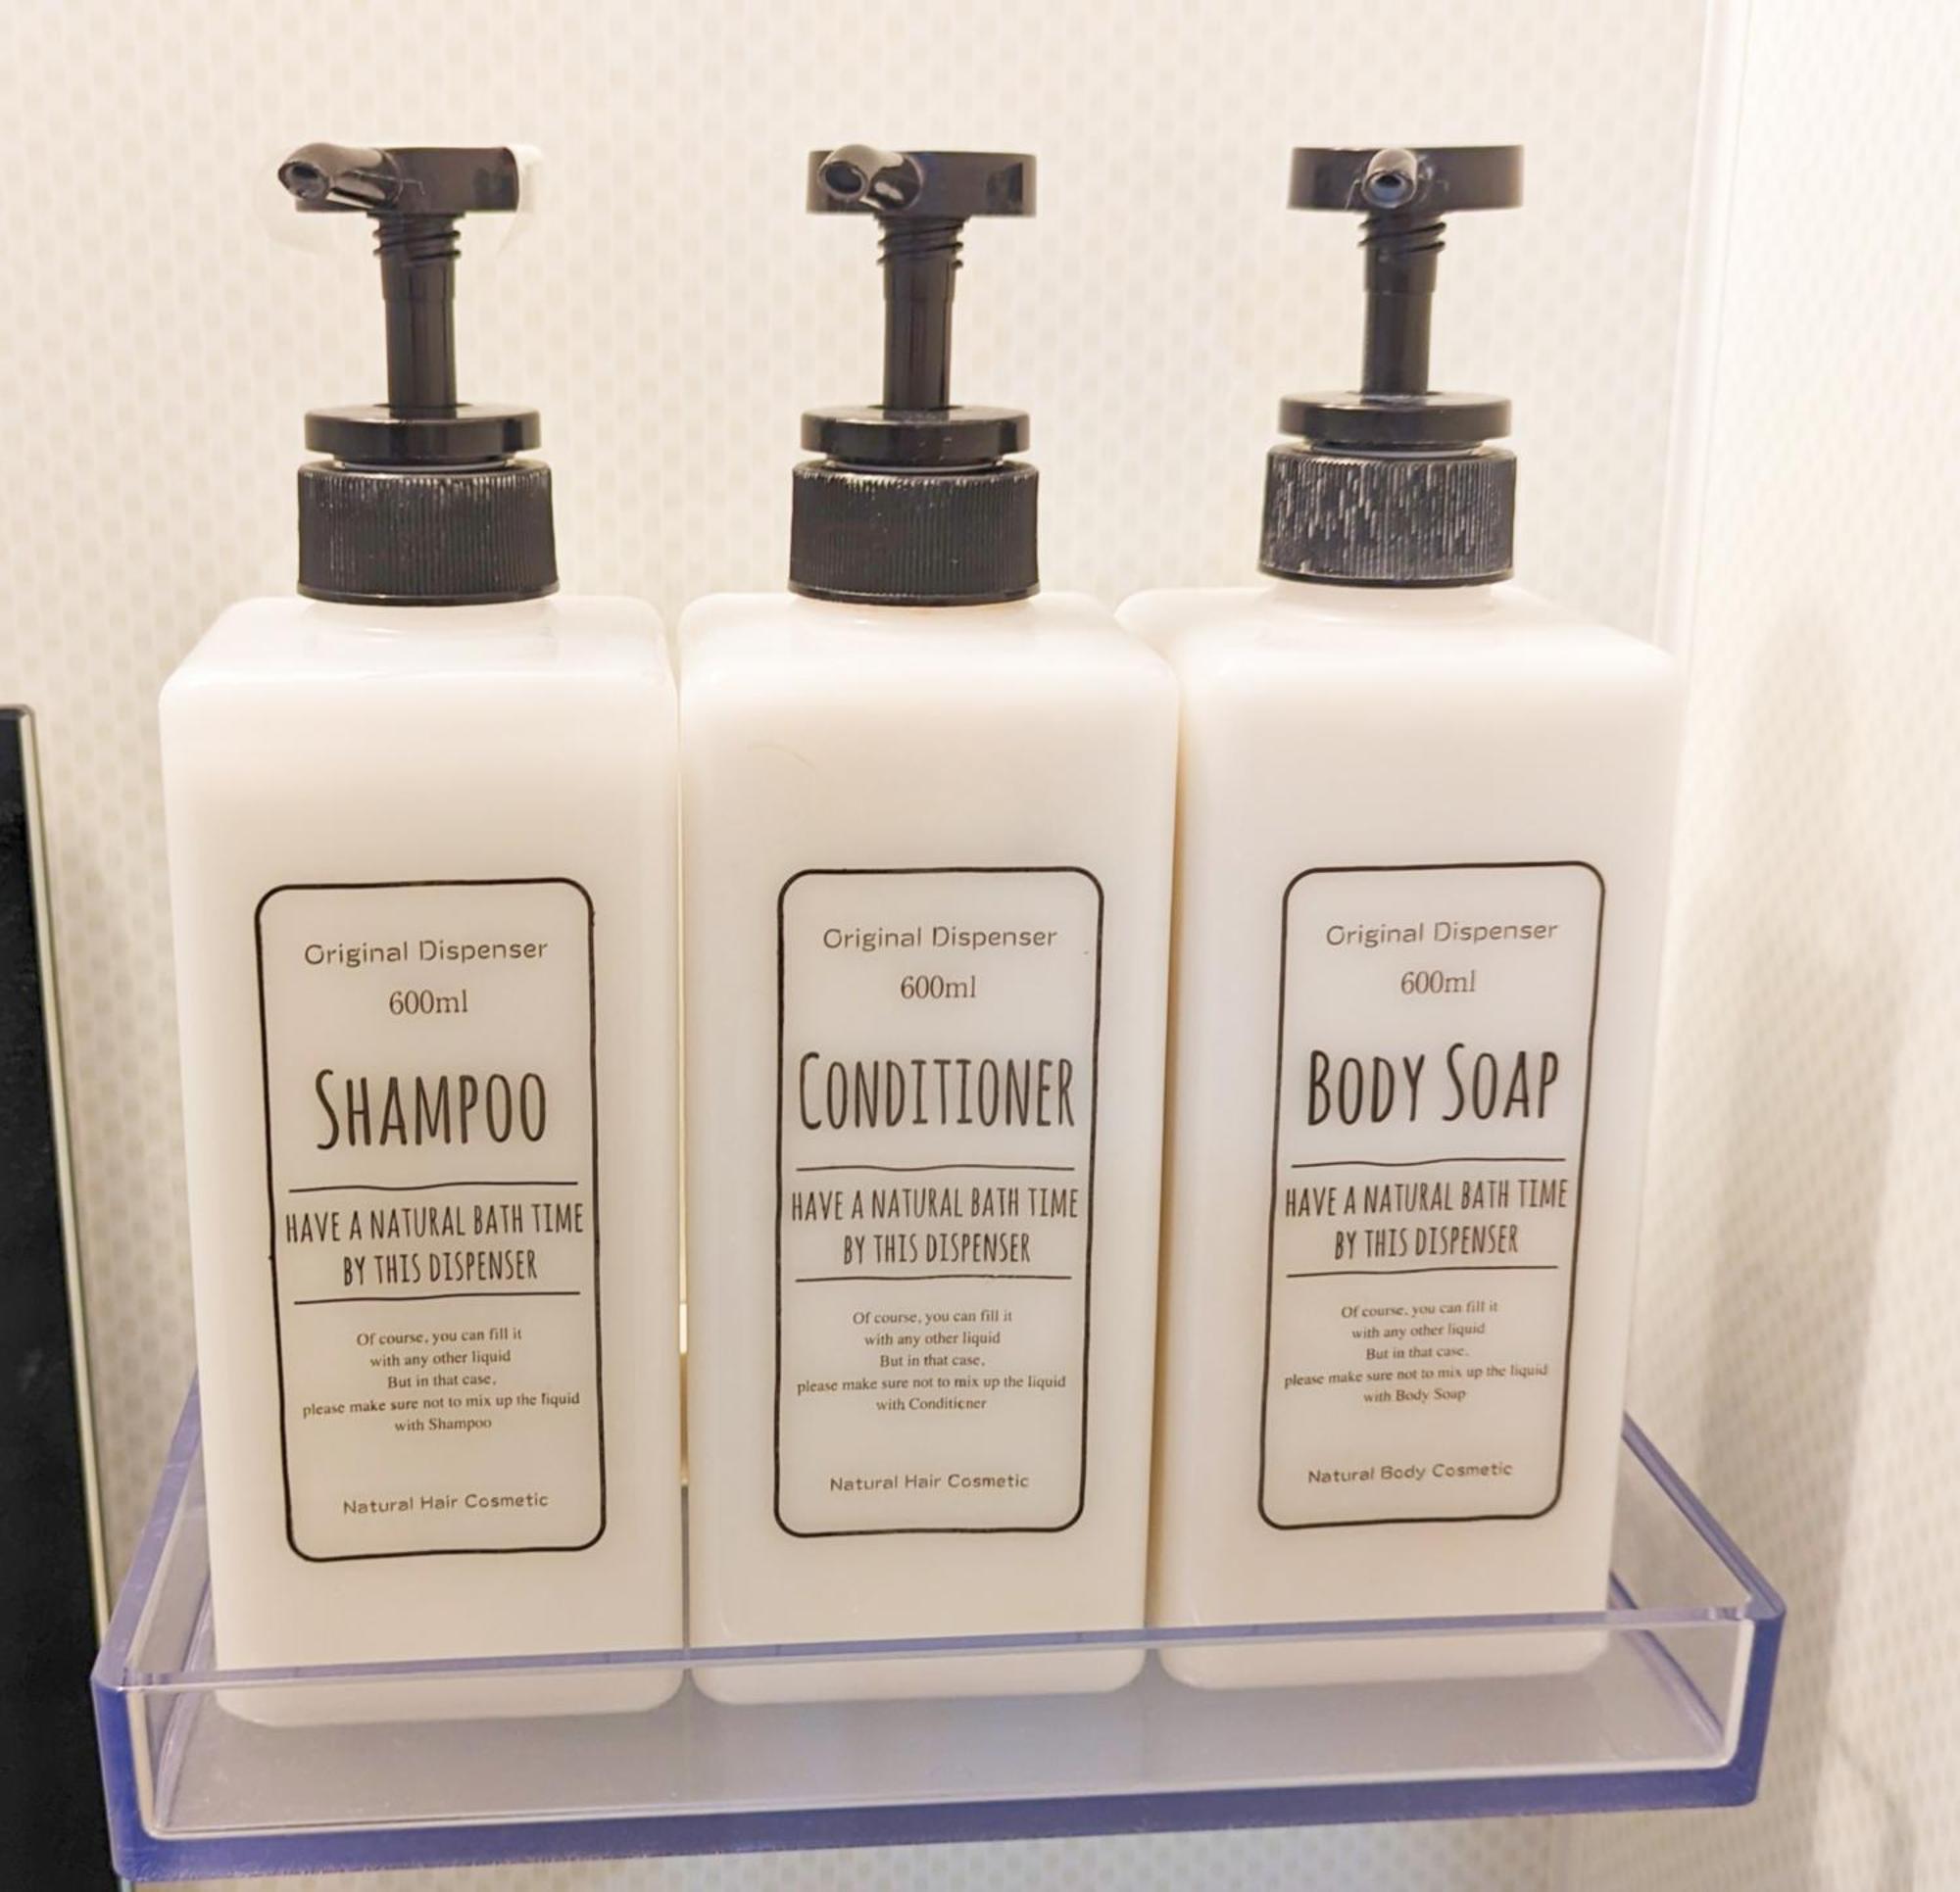 Original Dispenser
600ml
SHAMPOO
HAVE A NATURAL BATH TIME
BY THIS DISPENSER
Of course, you can fill it
with any other liquid
But in that case,
please make sure not to mix up the liquid
with Shampoo
Natural Hair Cosmetic
Original Dispenser
600ml
CONDITIONER
HAVE A NATURAL BATH TIME
BY THIS DISPENSER
Of course, you can fill it
with any other liquid
But in that case,
please make sure not to mix up the liquid
with Conditioner
Natural Hair Cosmetic
Original Dispenser
600ml
BODY SOAP
HAVE A NATURAL BATH TIME
BY THIS DISPENSER
Of course, you can fill it
with any other liquid
But in that case,
please make sure not to mix up the liquid
with Body Soap
Natural Body Cosmetic